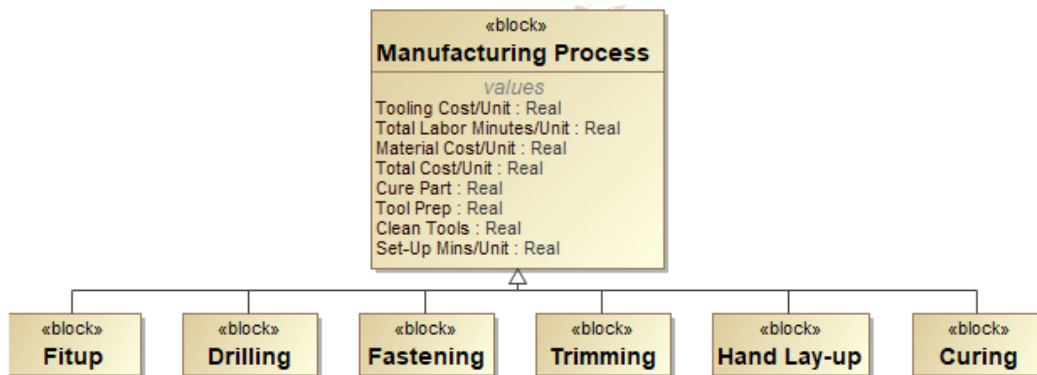 «block»
Manufacturing Process
values
Tooling Cost/Unit : Real
Total Labor Minutes/Unit : Real
Material Cost/Unit : Real
Total Cost/Unit : Real
Cure Part : Real
Tool Prep : Real
Clean Tools : Real
Set-Up Mins/Unit : Real
«block» «block» «block» «block» «block» «block»
Fitup Drilling Fastening Trimming Hand Lay-up Curing